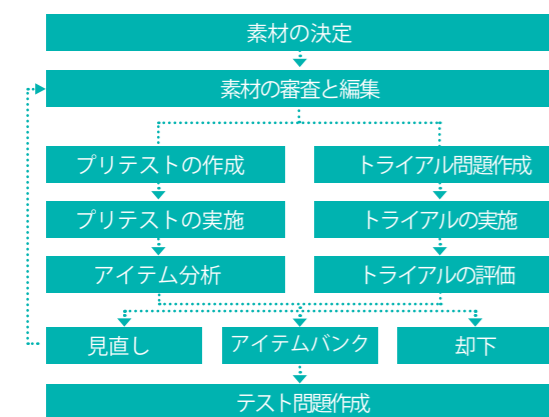 素材の決定
素材の審査と編集
プリテストの作成
トライアル問題作成
プリテストの実施
トライアルの実施
アイテム分析
トライアルの評価
見直し
アイテムバンク
却下
テスト問題作成